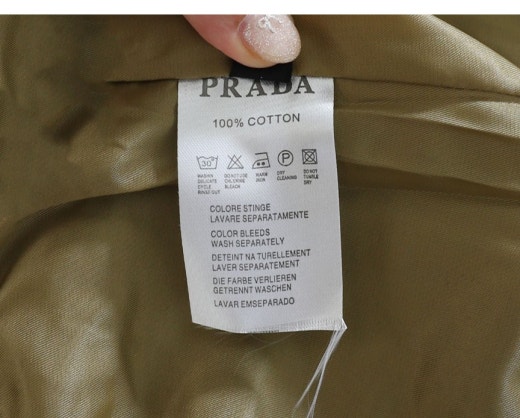 PRADA
100% COTTON
30°
WASH IN
DELICATE
CYCLE
RINSE OUT
DO NOT USE
CHLORINE
BLEACH
WARM
IRON
P
DRY
CLEANING
DO NOT
TUMBLE
DRY
COLORE STINGE
LAVARE SEPARATAMENTE
COLOR BLEEDS
WASH SEPARATELY
DETEINT NA TURELLEMENT
LAVER SEPARETEMENT
DIE FARBE VERLIEREN
GETRENNT WASCHEN
LAVAR EMSEPARADO